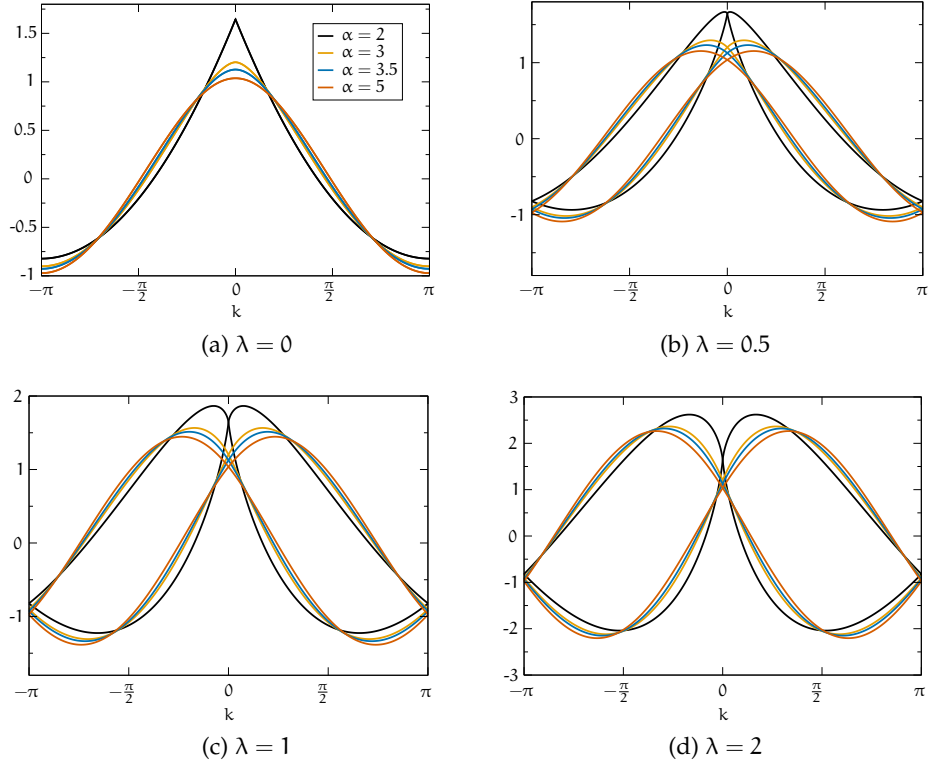 1.5
1
0.5
0
-0.5
-1
α = 2
α = 3
α = 3.5
α = 5
−π
−π/2
0
π/2
π
k
(a) λ = 0
1
0
-1
−π
−π/2
0
π/2
π
k
(b) λ = 0.5
2
1
0
-1
−π
−π/2
0
π/2
π
k
(c) λ = 1
3
2
1
0
-1
-2
-3
−π
−π/2
0
π/2
π
k
(d) λ = 2